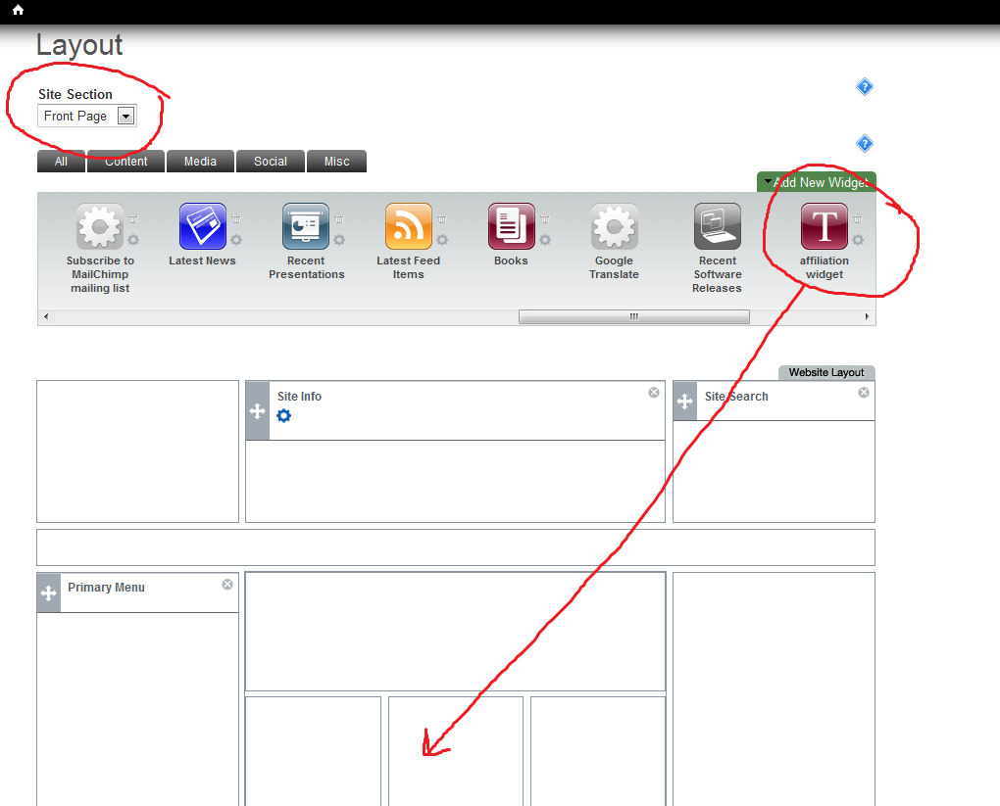 Layout
Site Section
Front Page
All Content Media Social Misc
Add New Widget
Subscribe to
MailChimp
mailing list
Latest News
Recent
Presentations
Latest Feed
Items
Books
Google
Translate
Recent
Software
Releases
T
affiliation
widget
Website Layout
Site Info
Site Search
Primary Menu